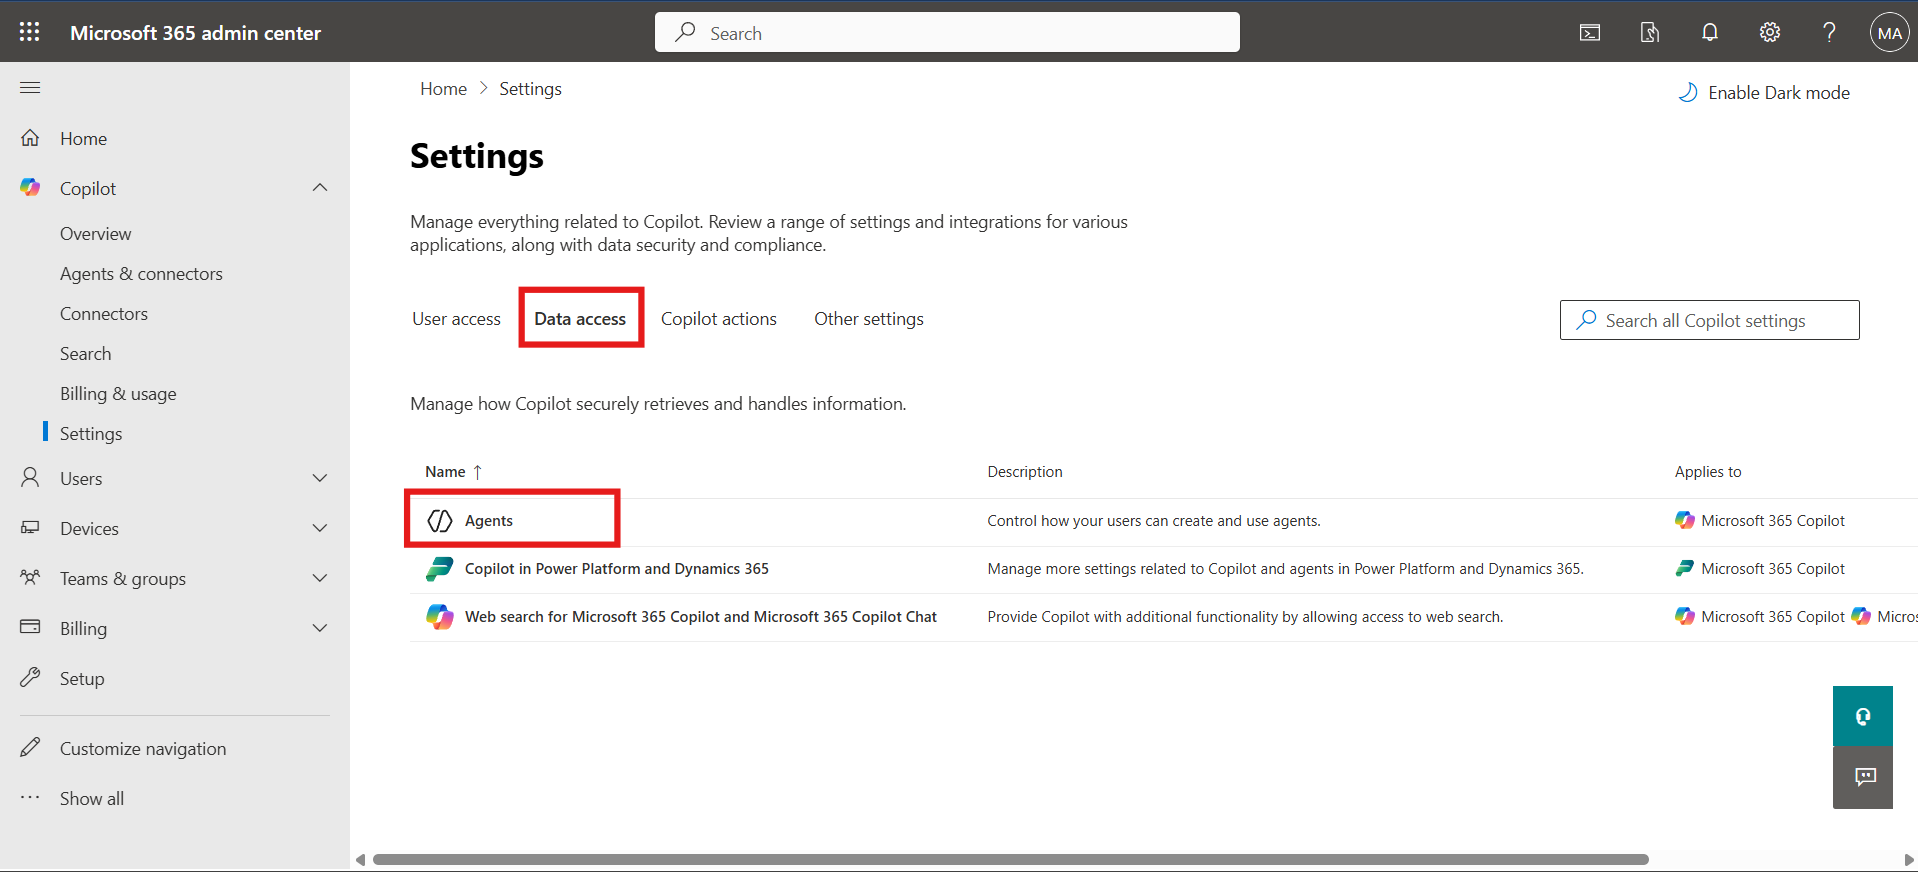 Microsoft 365 admin center
Search
MA
Home > Settings
Enable Dark mode
Home
Copilot
Overview
Agents & connectors
Connectors
Search
Billing & usage
Settings
Users
Devices
Teams & groups
Billing
Setup
Customize navigation
Show all
Settings
Manage everything related to Copilot. Review a range of settings and integrations for various
applications, along with data security and compliance.
User access Data access Copilot actions Other settings
Search all Copilot settings
Manage how Copilot securely retrieves and handles information.
Name ↑ Description Applies to
Agents Control how your users can create and use agents. Microsoft 365 Copilot
Copilot in Power Platform and Dynamics 365 Manage more settings related to Copilot and agents in Power Platform and Dynamics 365. Microsoft 365 Copilot
Web search for Microsoft 365 Copilot and Microsoft 365 Copilot Chat Provide Copilot with additional functionality by allowing access to web search. Microsoft 365 Copilot Micros